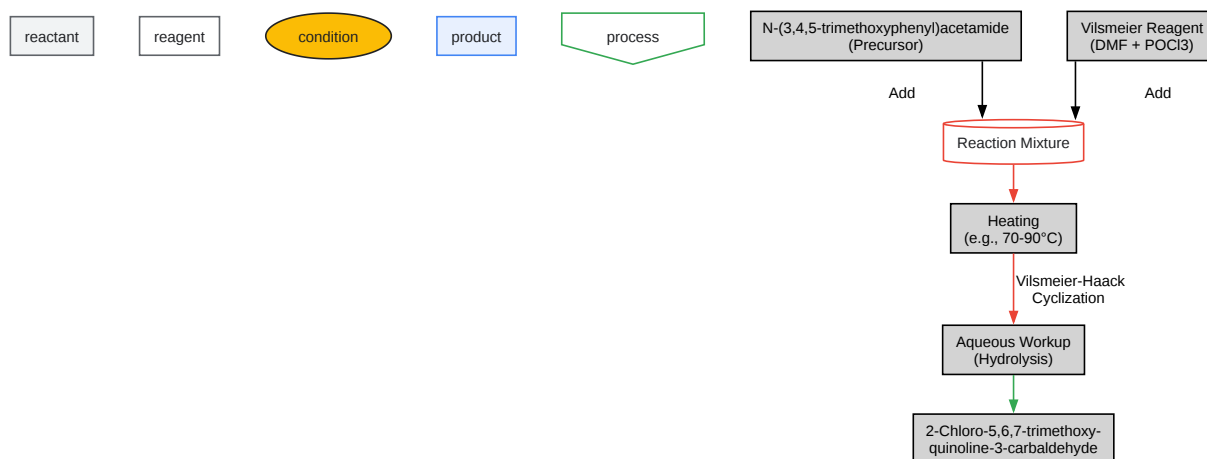 reactant
reagent
condition
product
process
N-(3,4,5-trimethoxyphenyl)acetamide
(Precursor)
Vilsmeier Reagent
(DMF + POCl3)
Add
Add
Reaction Mixture
Heating
(e.g., 70-90°C)
Vilsmeier-Haack
Cyclization
Aqueous Workup
(Hydrolysis)
2-Chloro-5,6,7-trimethoxy-
quinoline-3-carbaldehyde